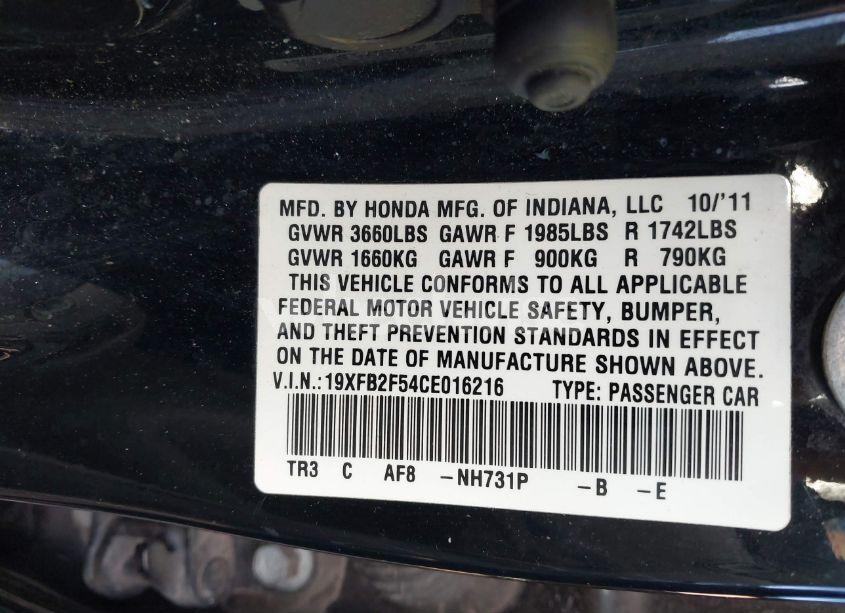 MFD. BY HONDA MFG. OF INDIANA, LLC 10/'11
GVWR 3660LBS GAWR F 1985LBS R 1742LBS
GVWR 1660KG GAWR F 900KG R 790KG
THIS VEHICLE CONFORMS TO ALL APPLICABLE
FEDERAL MOTOR VEHICLE SAFETY, BUMPER,
AND THEFT PREVENTION STANDARDS IN EFFECT
ON THE DATE OF MANUFACTURE SHOWN ABOVE.
V.I.N.:19XFB2F54CE016216 TYPE: PASSENGER CAR
TR3 C AF8 -NH731P -B -E